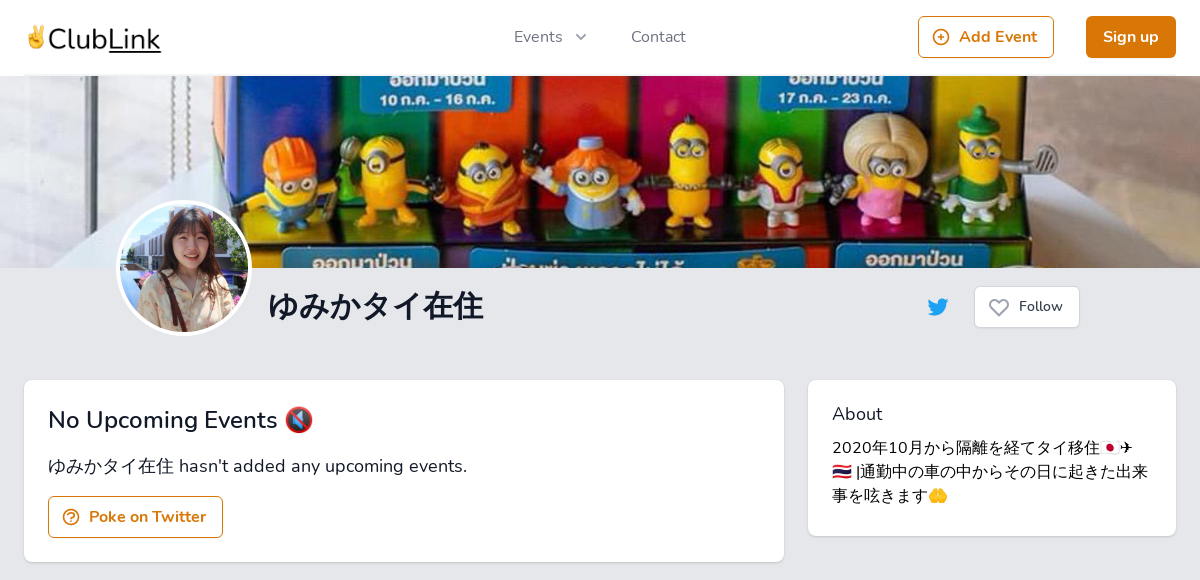 ✌ClubLink
Events
Contact
Add Event
Sign up
ออกมาป่วน
10 ก.ค. - 16 ก.ค.
ออกมาป่วน
17 ก.ค. - 23 ก.ค.
ออกมาป่วน
ออกมาป่วน
ゆみかタイ在住
Follow
No Upcoming Events 🔇
ゆみかタイ在住 hasn't added any upcoming events.
Poke on Twitter
About
2020年10月から隔離を経てタイ移住🇯🇵✈
🇹🇭 |通勤中の車の中からその日に起きた出来
事を呟きます🤲